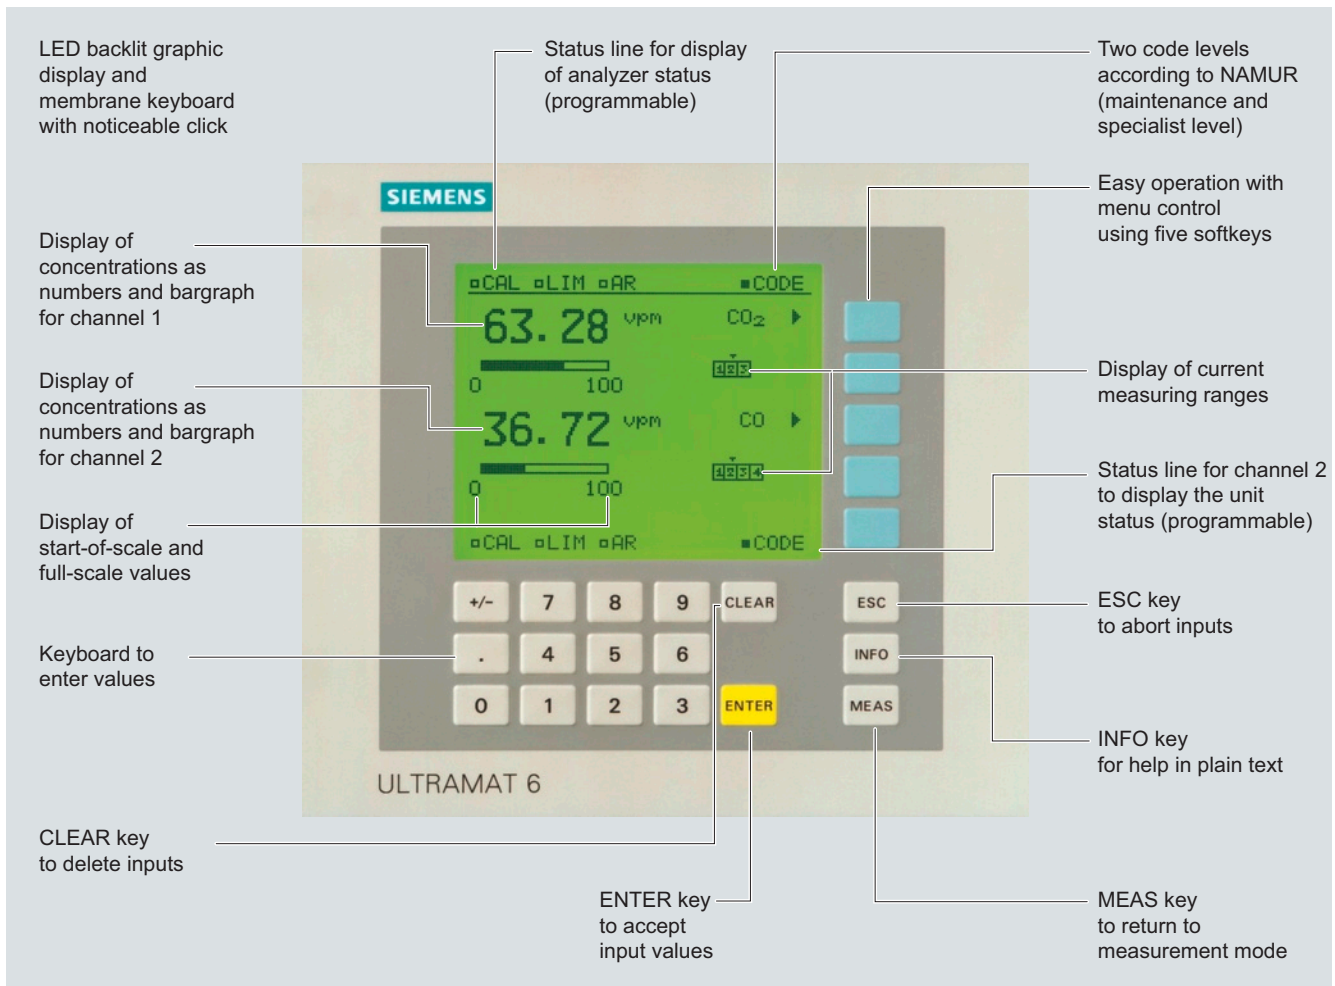 LED backlit graphic
display and
membrane keyboard
with noticeable click
Status line for display
of analyzer status
(programmable)
Two code levels
according to NAMUR
(maintenance and
specialist level)
Easy operation with
menu control
using five softkeys
SIEMENS
Display of
concentrations as
numbers and bargraph
for channel 1
CAL LIM AR CODE
63.28 vpm CO₂
1 2 3
0 100
Display of
concentrations as
numbers and bargraph
for channel 2
36.72 vpm CO
1 2 3 4
0 100
CAL LIM AR CODE
Display of current
measuring ranges
Status line for channel 2
to display the unit
status (programmable)
Display of
start-of-scale and
full-scale values
+/- 7 8 9 CLEAR ESC
. 4 5 6 INFO
0 1 2 3 ENTER MEAS
ESC key
to abort inputs
Keyboard to
enter values
INFO key
for help in plain text
ULTRAMAT 6
CLEAR key
to delete inputs
ENTER key
to accept
input values
MEAS key
to return to
measurement mode